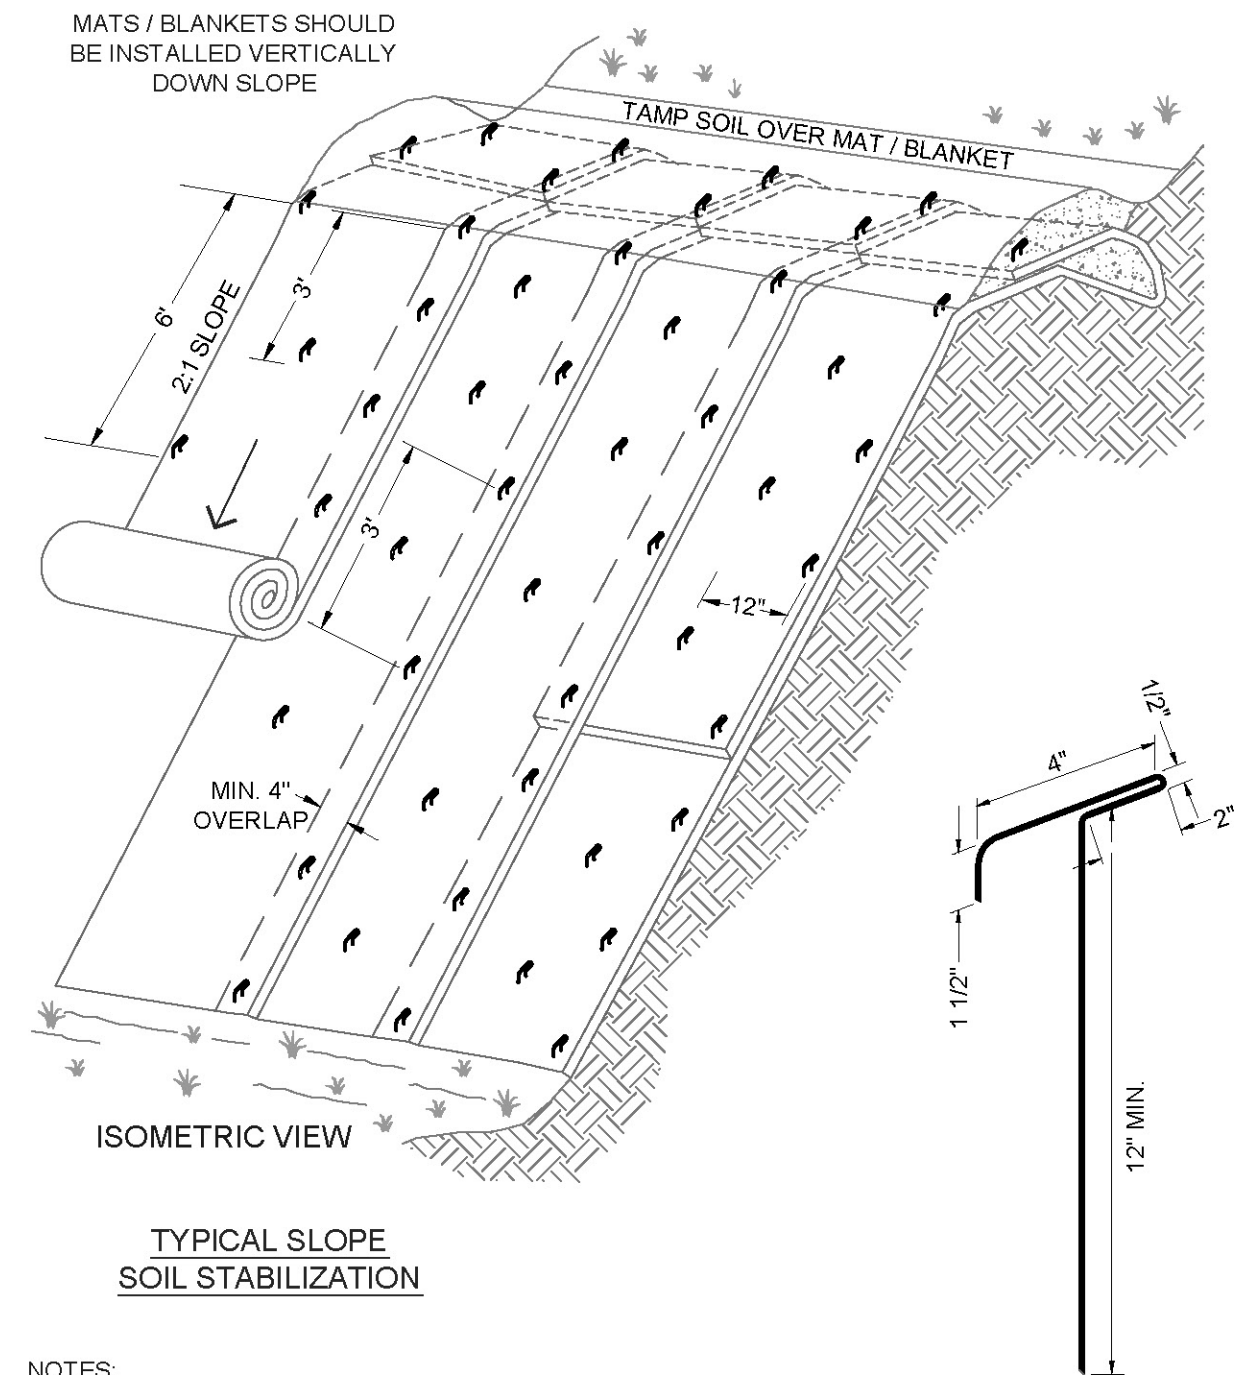 MATS / BLANKETS SHOULD
BE INSTALLED VERTICALLY
DOWN SLOPE
TAMP SOIL OVER MAT / BLANKET
6'
3'
2:1 SLOPE
3'
12"
MIN. 4"
OVERLAP
1/2"
4"
2"
1 1/2"
12" MIN.
ISOMETRIC VIEW
TYPICAL SLOPE
SOIL STABILIZATION
NOTES: